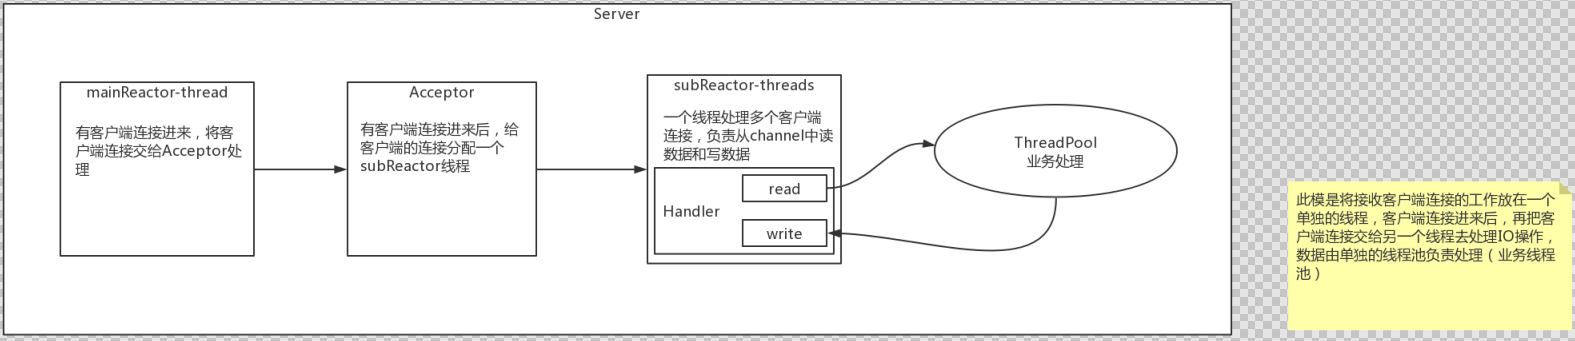 Server
mainReactor-thread
有客户端连接进来，将客
户端连接交给Acceptor处
理
Acceptor
有客户端连接进来后，给
客户端的连接分配一个
subReactor线程
subReactor-threads
一个线程处理多个客户端
连接，负责从channel中读
数据和写数据
Handler
read
write
ThreadPool
业务处理
此模是将接收客户端连接的工作放在一个
单独的线程，客户端连接进来后，再把客
户端连接交给另一个线程去处理IO操作，
数据由单独的线程池负责处理（业务线程
池）